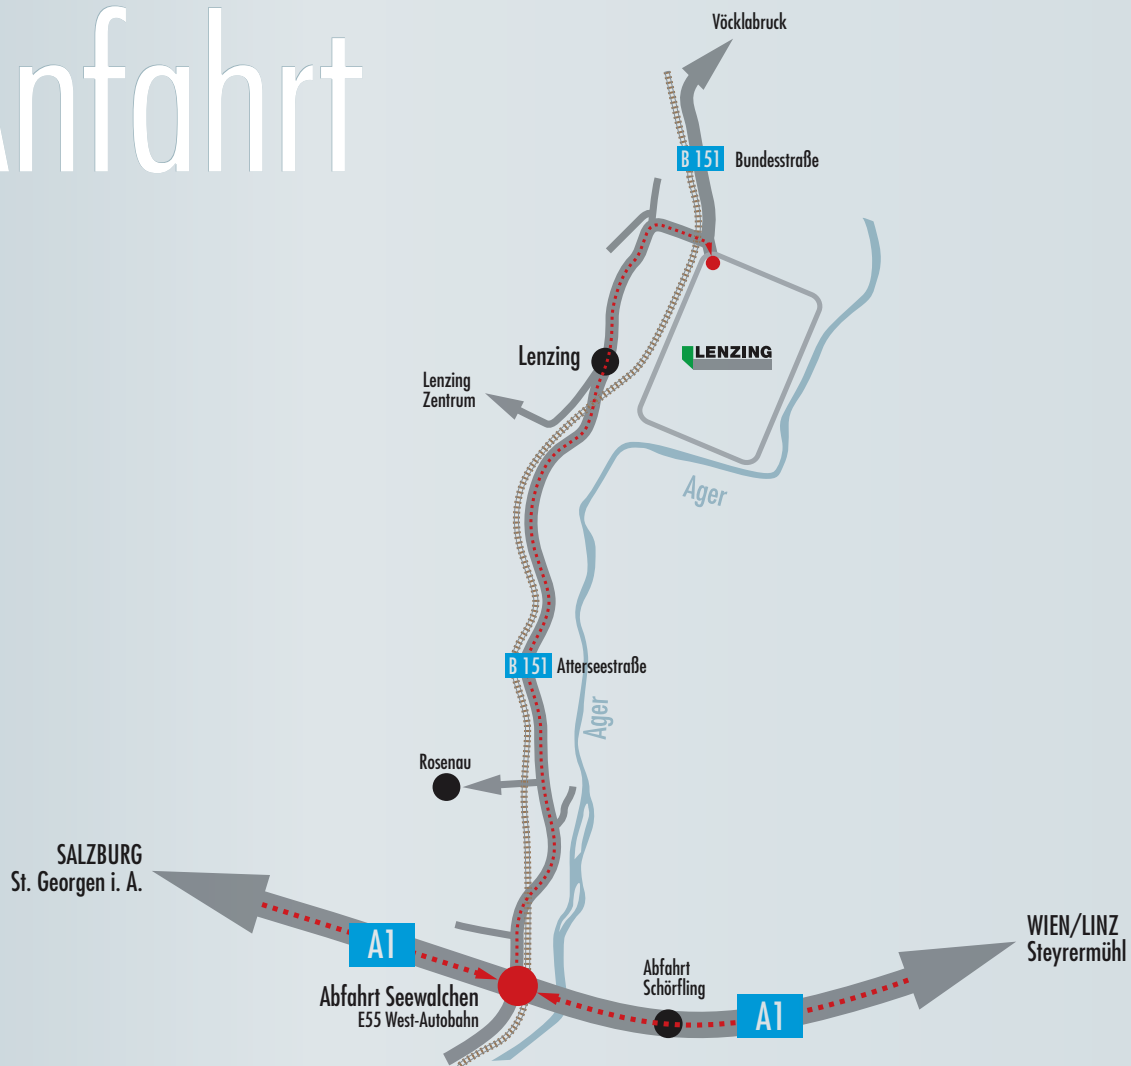 Anfahrt
Vöcklabruck
B 151 Bundesstraße
LENZING
Lenzing
Lenzing
Zentrum
Ager
B 151 Atterseestraße
Ager
Rosenau
SALZBURG
St. Georgen i. A.
A1
WIEN/LINZ
Steyrermühl
Abfahrt
Schörfling
Abfahrt Seewalchen
E55 West-Autobahn
A1